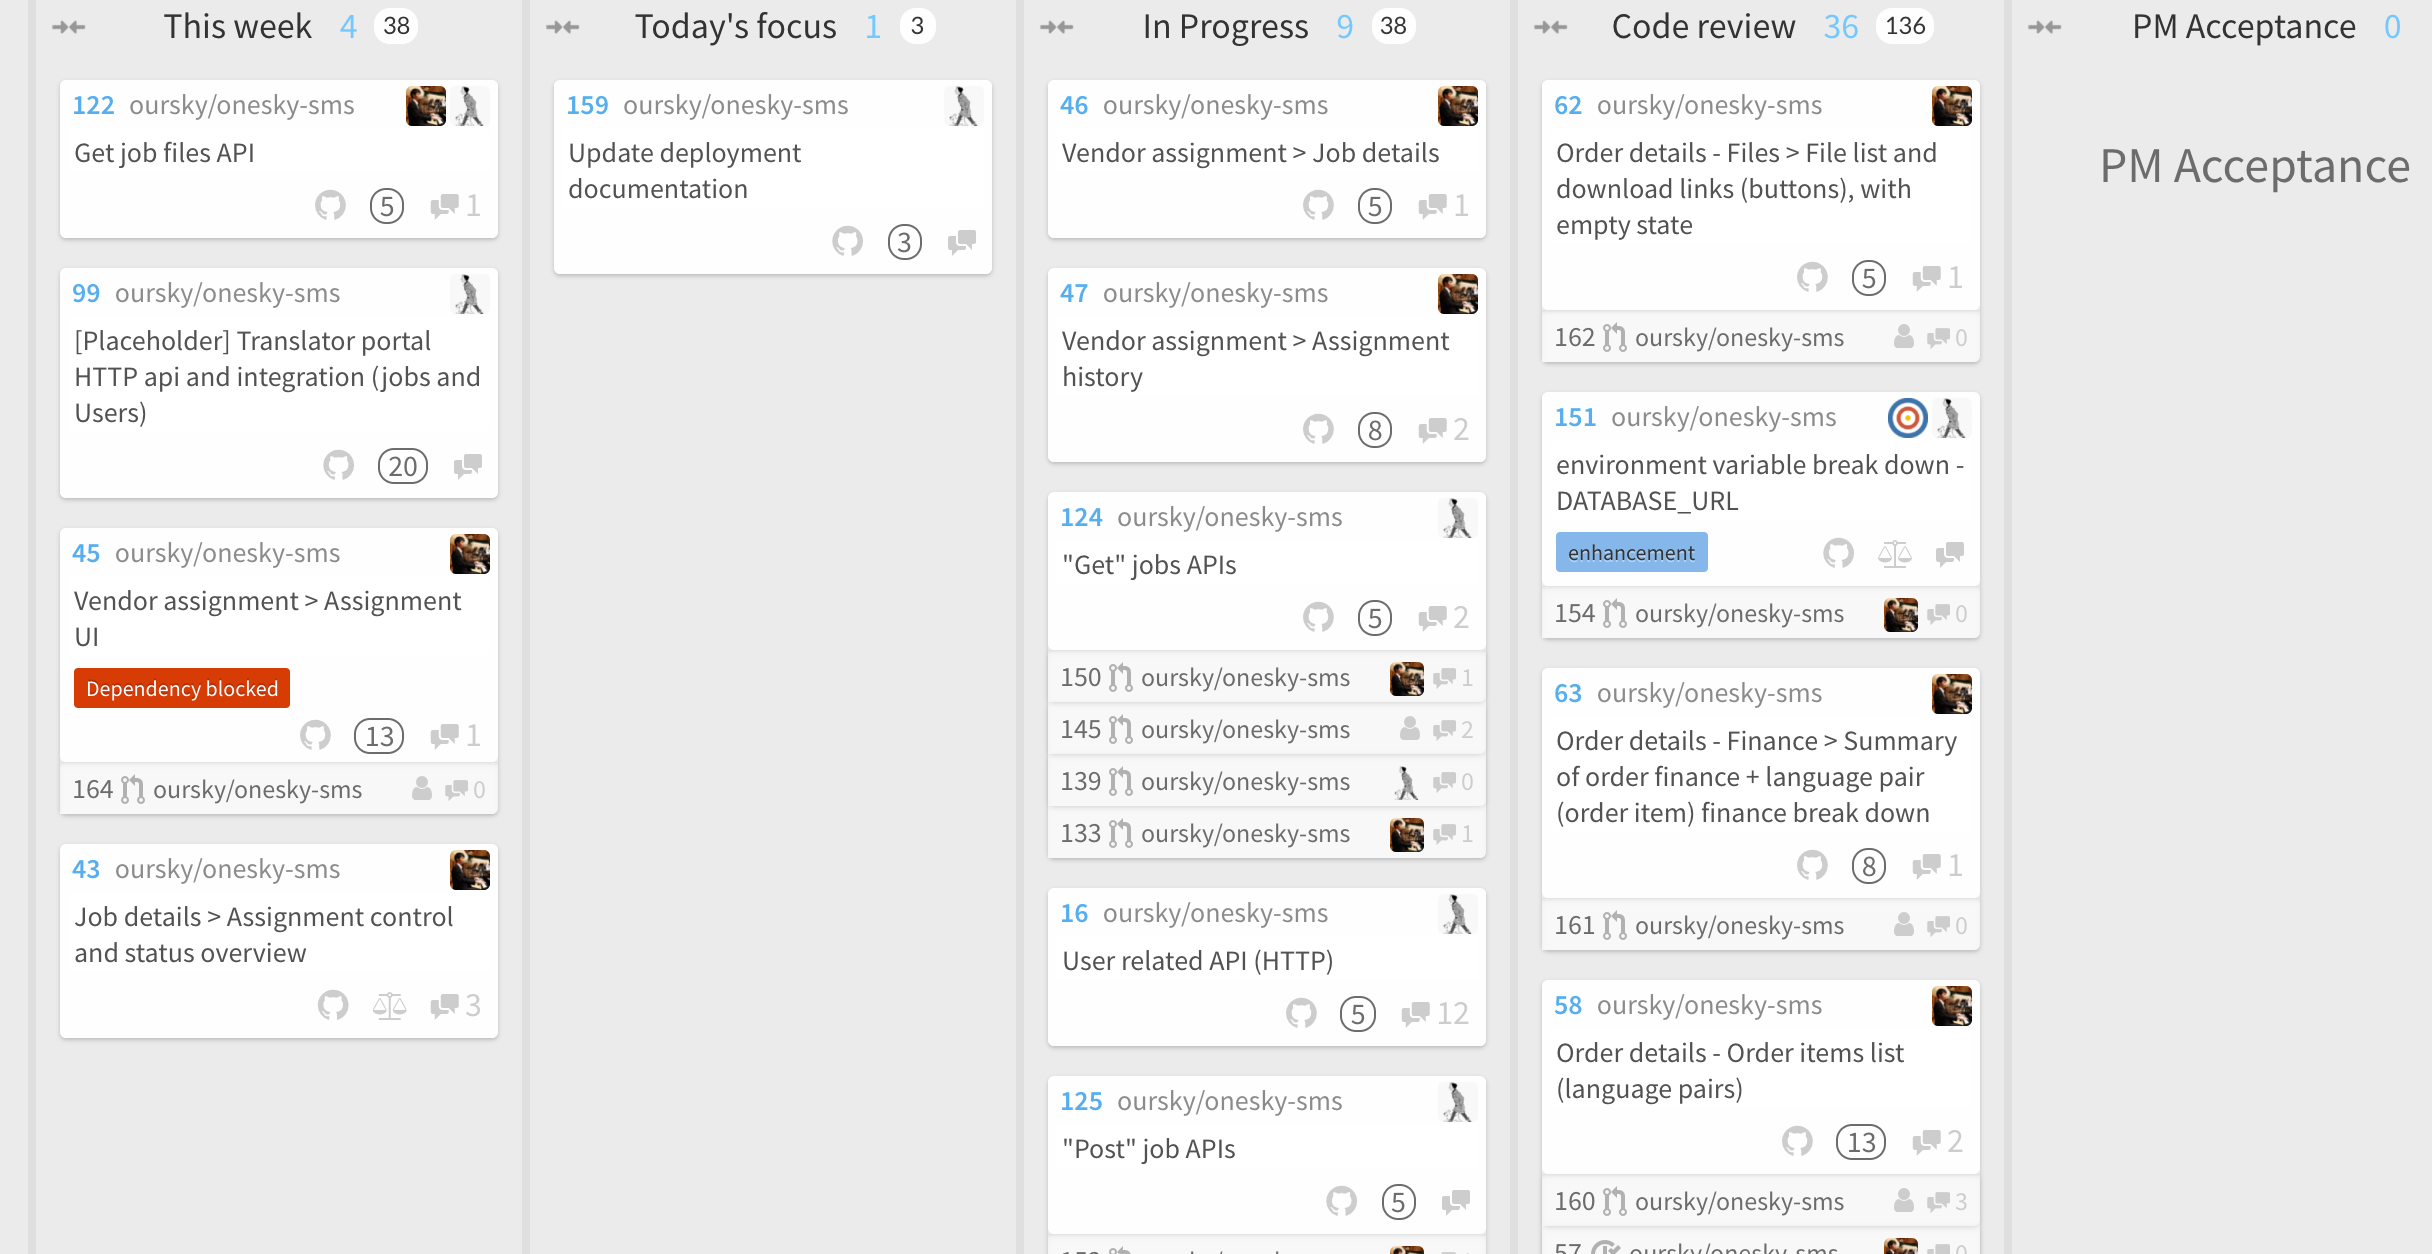 This week 4 38
122 oursky/onesky-sms
Get job files API
5 1
99 oursky/onesky-sms
[Placeholder] Translator portal
HTTP api and integration (jobs and
Users)
20
45 oursky/onesky-sms
Vendor assignment > Assignment
UI
Dependency blocked
13 1
164 oursky/onesky-sms 0
43 oursky/onesky-sms
Job details > Assignment control
and status overview
3
Today's focus 1 3
159 oursky/onesky-sms
Update deployment
documentation
3
In Progress 9 38
46 oursky/onesky-sms
Vendor assignment > Job details
5 1
47 oursky/onesky-sms
Vendor assignment > Assignment
history
8 2
124 oursky/onesky-sms
"Get" jobs APIs
5 2
150 oursky/onesky-sms 1
145 oursky/onesky-sms 2
139 oursky/onesky-sms 0
133 oursky/onesky-sms 1
16 oursky/onesky-sms
User related API (HTTP)
5 12
125 oursky/onesky-sms
"Post" job APIs
5
Code review 36 136
62 oursky/onesky-sms
Order details - Files > File list and
download links (buttons), with
empty state
5 1
162 oursky/onesky-sms 0
151 oursky/onesky-sms
environment variable break down -
DATABASE_URL
enhancement
154 oursky/onesky-sms 0
63 oursky/onesky-sms
Order details - Finance > Summary
of order finance + language pair
(order item) finance break down
8 1
161 oursky/onesky-sms 0
58 oursky/onesky-sms
Order details - Order items list
(language pairs)
13 2
160 oursky/onesky-sms 3
57 oursky/onesky-sms 0
PM Acceptance 0
PM Acceptance